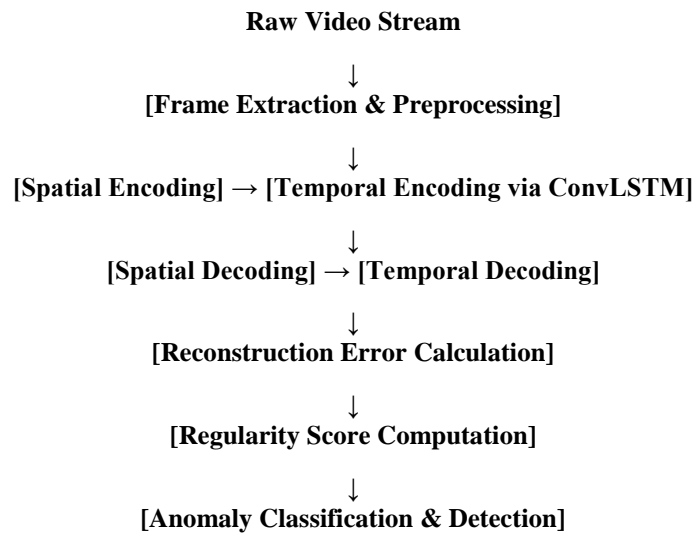 Raw Video Stream
↓
[Frame Extraction & Preprocessing]
↓
[Spatial Encoding] → [Temporal Encoding via ConvLSTM]
↓
[Spatial Decoding] → [Temporal Decoding]
↓
[Reconstruction Error Calculation]
↓
[Regularity Score Computation]
↓
[Anomaly Classification & Detection]